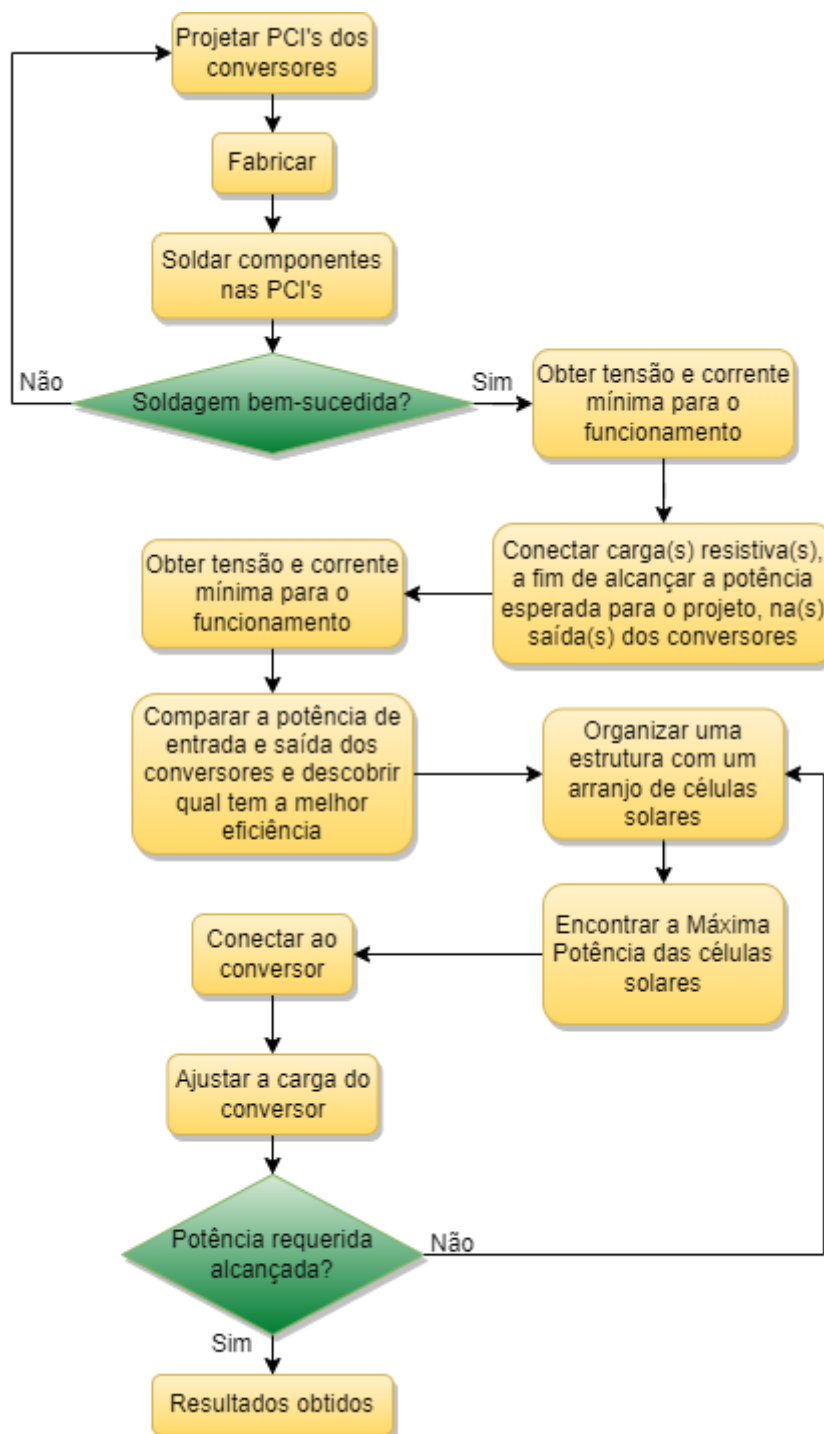 Projetar PCI's dos
conversores
Fabricar
Soldar componentes
nas PCI's
Não
Soldagem bem-sucedida?
Sim
Obter tensão e corrente
mínima para o
funcionamento
Conectar carga(s) resistiva(s),
a fim de alcançar a potência
esperada para o projeto, na(s)
saída(s) dos conversores
Obter tensão e corrente
mínima para o
funcionamento
Comparar a potência de
entrada e saída dos
conversores e descobrir
qual tem a melhor
eficiência
Organizar uma
estrutura com um
arranjo de células
solares
Encontrar a Máxima
Potência das células
solares
Conectar ao
conversor
Ajustar a carga do
conversor
Potência requerida
alcançada?
Não
Sim
Resultados obtidos